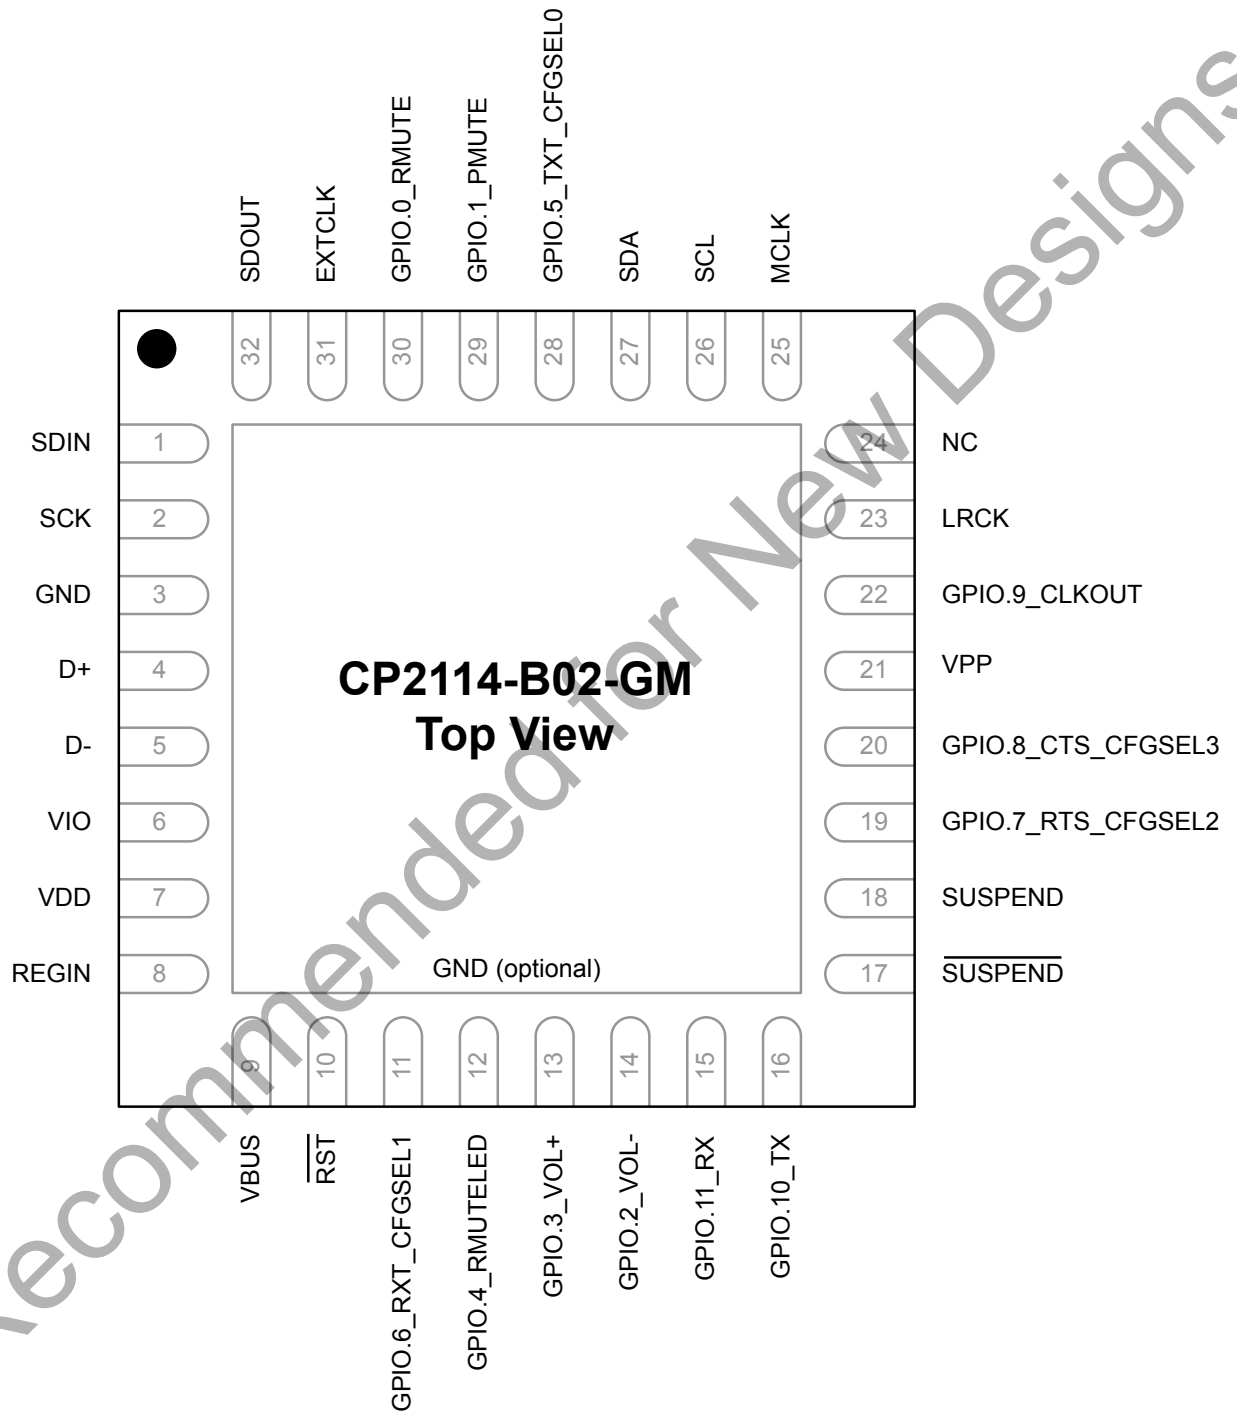 SDOUT
EXTCLK
GPIO.0_RMUTE
GPIO.1_PMUTE
GPIO.5_TXT_CFGSEL0
SDA
SCL
MCLK
32
31
30
29
28
27
26
25
SDIN 1
SCK 2
GND 3
D+ 4
D- 5
VIO 6
VDD 7
REGIN 8
24 NC
23 LRCK
22 GPIO.9_CLKOUT
21 VPP
20 GPIO.8_CTS_CFGSEL3
19 GPIO.7_RTS_CFGSEL2
18 SUSPEND
17 SUSPEND
CP2114-B02-GM
Top View
GND (optional)
9
10
11
12
13
14
15
16
VBUS
RST
GPIO.6_RXT_CFGSEL1
GPIO.4_RMUTELED
GPIO.3_VOL+
GPIO.2_VOL-
GPIO.11_RX
GPIO.10_TX
ecommended for New Designs